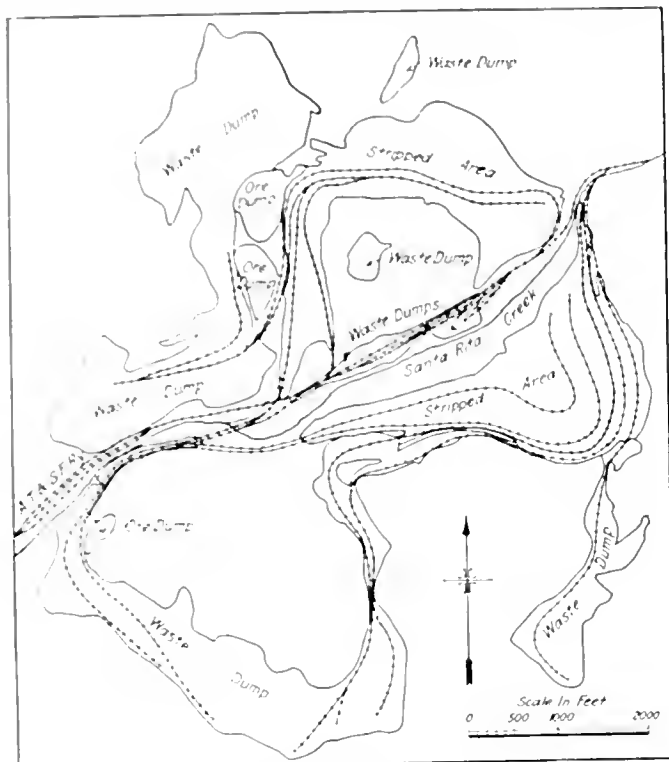 Waste Dump
Waste Dump
Stripped Area
Ore
Dump
Ore
Dump
Waste Dump
Waste Dumps
Santa Rita Creek
Waste Dump
Stripped Area
Ore Dump
Waste Dump
Waste Dump
Scale In Feet
0 500 1000 2000